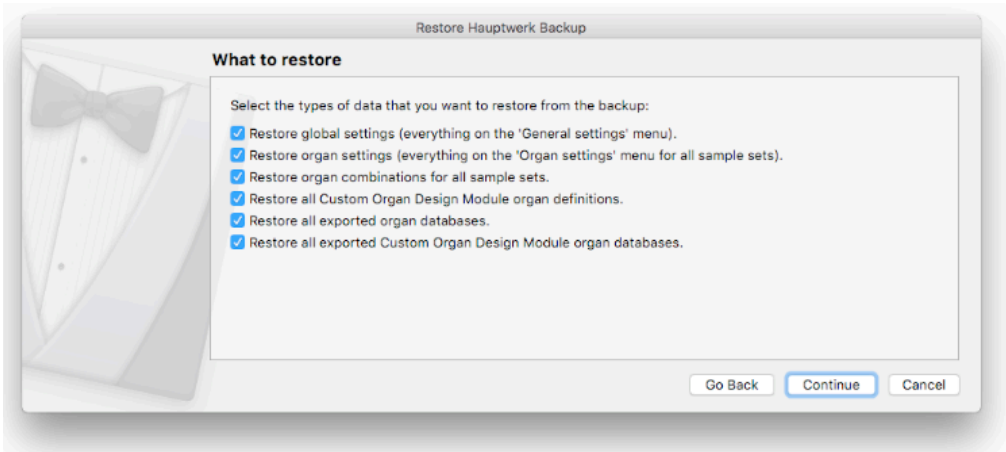 Restore Hauptwerk Backup
What to restore
Select the types of data that you want to restore from the backup:
Restore global settings (everything on the 'General settings' menu).
Restore organ settings (everything on the 'Organ settings' menu for all sample sets).
Restore organ combinations for all sample sets.
Restore all Custom Organ Design Module organ definitions.
Restore all exported organ databases.
Restore all exported Custom Organ Design Module organ databases.
Go Back Continue Cancel